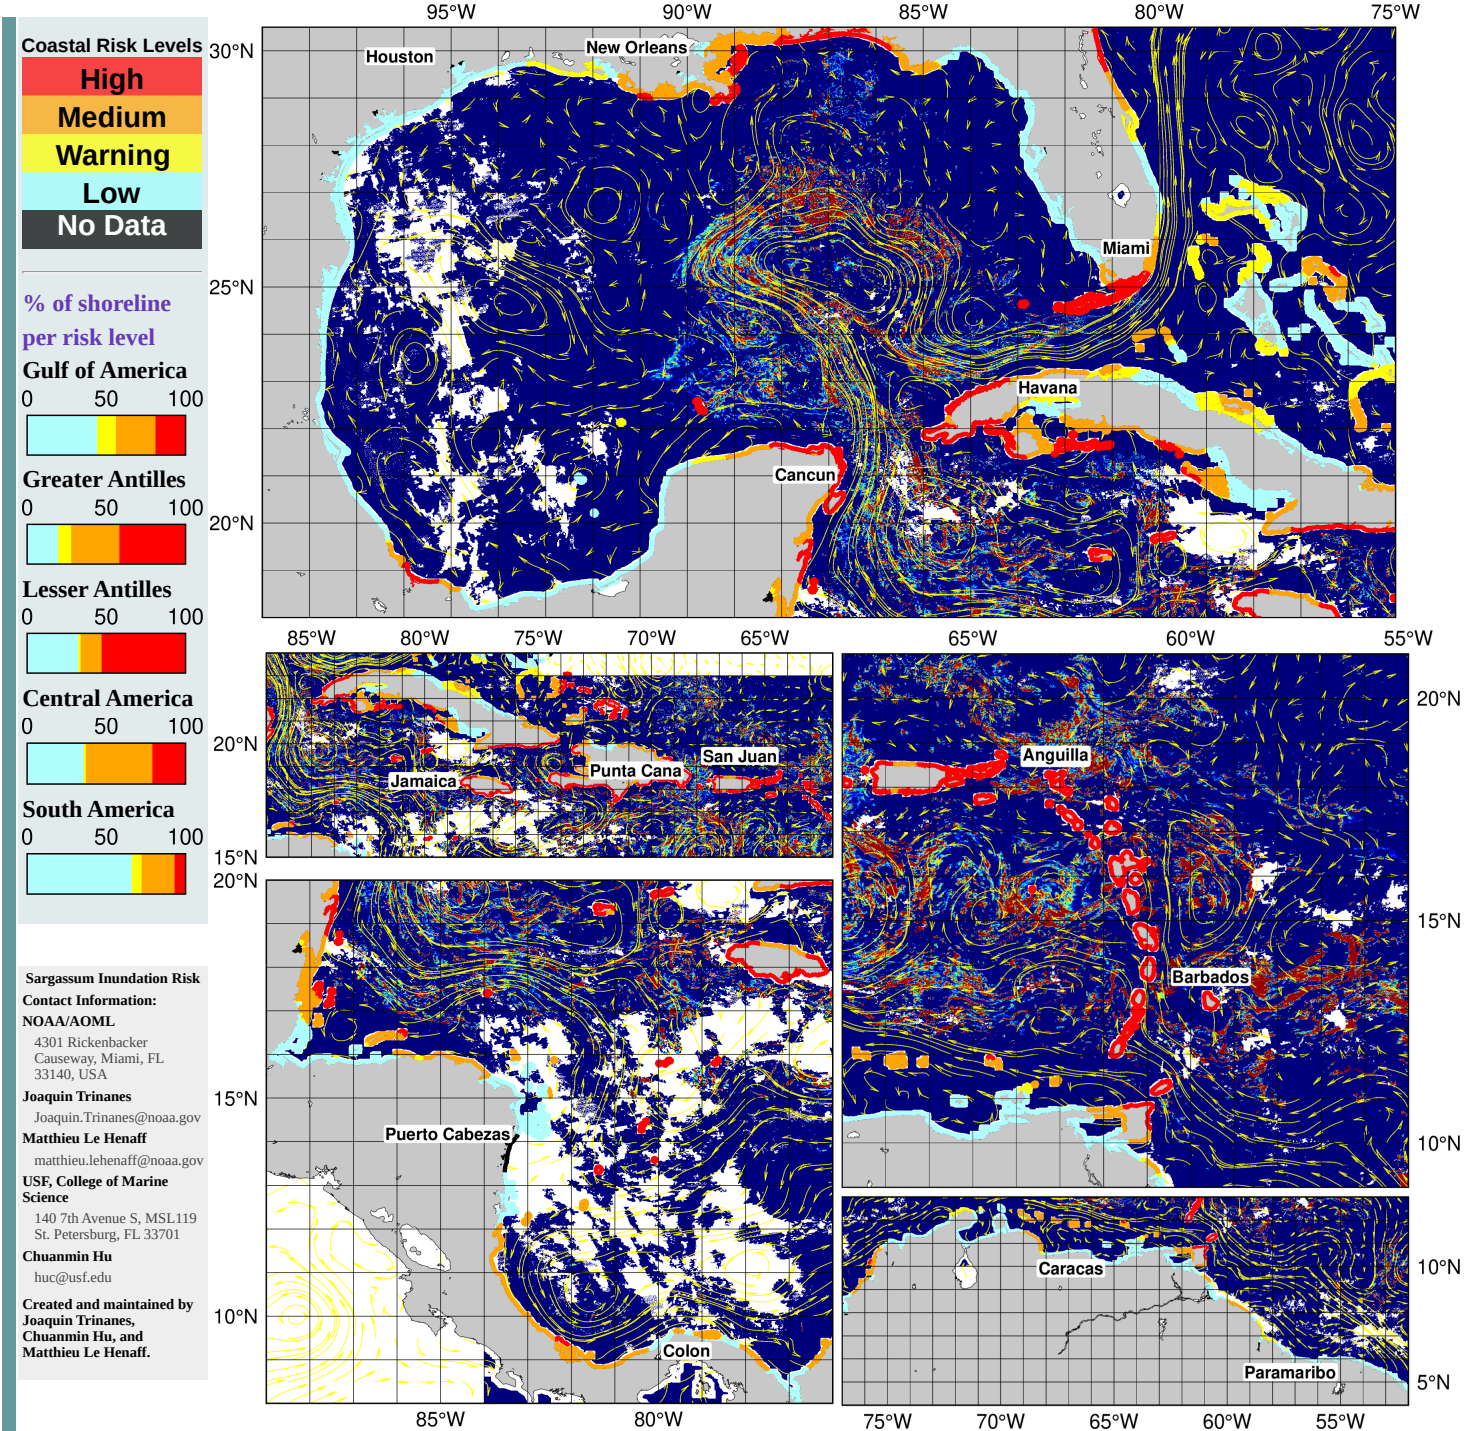 Coastal Risk Levels
High
Medium
Warning
Low
No Data
% of shoreline
per risk level
Gulf of America
0 50 100
Greater Antilles
0 50 100
Lesser Antilles
0 50 100
Central America
0 50 100
South America
0 50 100
Sargassum Inundation Risk
Contact Information:
NOAA/AOML
4301 Rickenbacker
Causeway, Miami, FL
33140, USA
Joaquin Trinanes
Joaquin.Trinanes@noaa.gov
Matthieu Le Henaff
matthieu.lehenaff@noaa.gov
USF, College of Marine
Science
140 7th Avenue S, MSL119
St. Petersburg, FL 33701
Chuanmin Hu
huc@usf.edu
Created and maintained by
Joaquin Trinanes,
Chuanmin Hu, and
Matthieu Le Henaff.
95°W 90°W 85°W 80°W 75°W
30°N
25°N
20°N
Houston
New Orleans
Miami
Havana
Cancun
85°W 80°W 75°W 70°W 65°W
20°N
15°N
Jamaica
Punta Cana
San Juan
65°W 60°W 55°W
20°N
15°N
10°N
Anguilla
Barbados
20°N
15°N
10°N
Puerto Cabezas
Colon
85°W 80°W
10°N
5°N
Caracas
Paramaribo
75°W 70°W 65°W 60°W 55°W